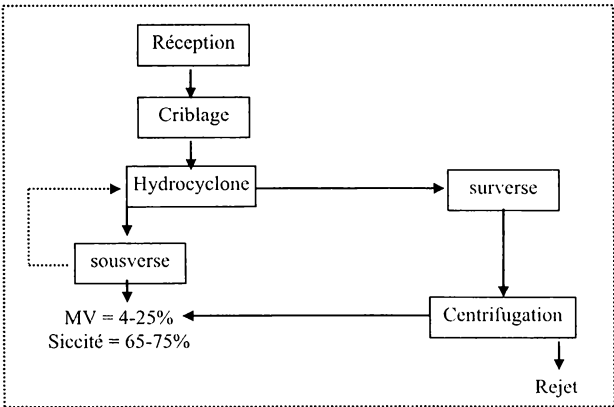 Réception
Criblage
Hydrocyclone
surverse
sousverse
MV = 4-25%
Siccité = 65-75%
Centrifugation
Rejet